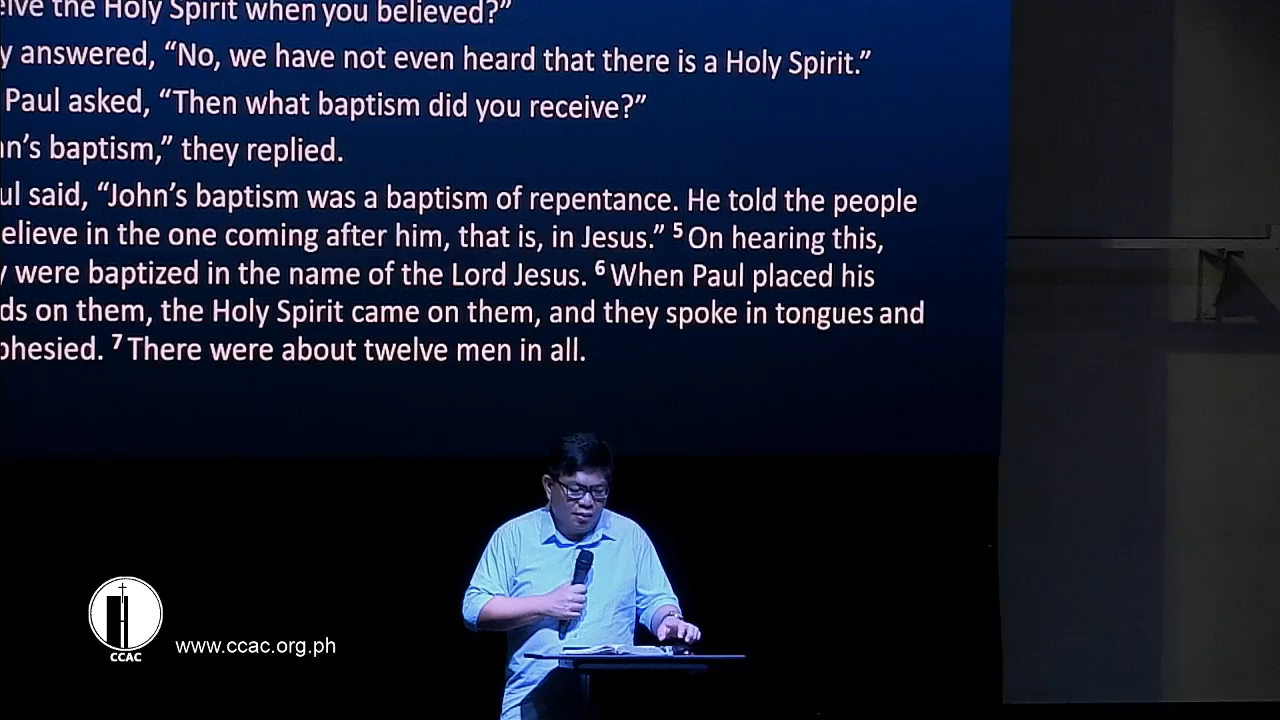 the Holy Spirit when you believed?”
answered, “No, we have not even heard that there is a Holy Spirit.”
Paul asked, “Then what baptism did you receive?”
baptism,” they replied.
said, “John’s baptism was a baptism of repentance. He told the people
in the one coming after him, that is, in Jesus.” 5 On hearing this,
were baptized in the name of the Lord Jesus. 6 When Paul placed his
on them, the Holy Spirit came on them, and they spoke in tongues and
7 There were about twelve men in all.
CCAC
www.ccac.org.ph